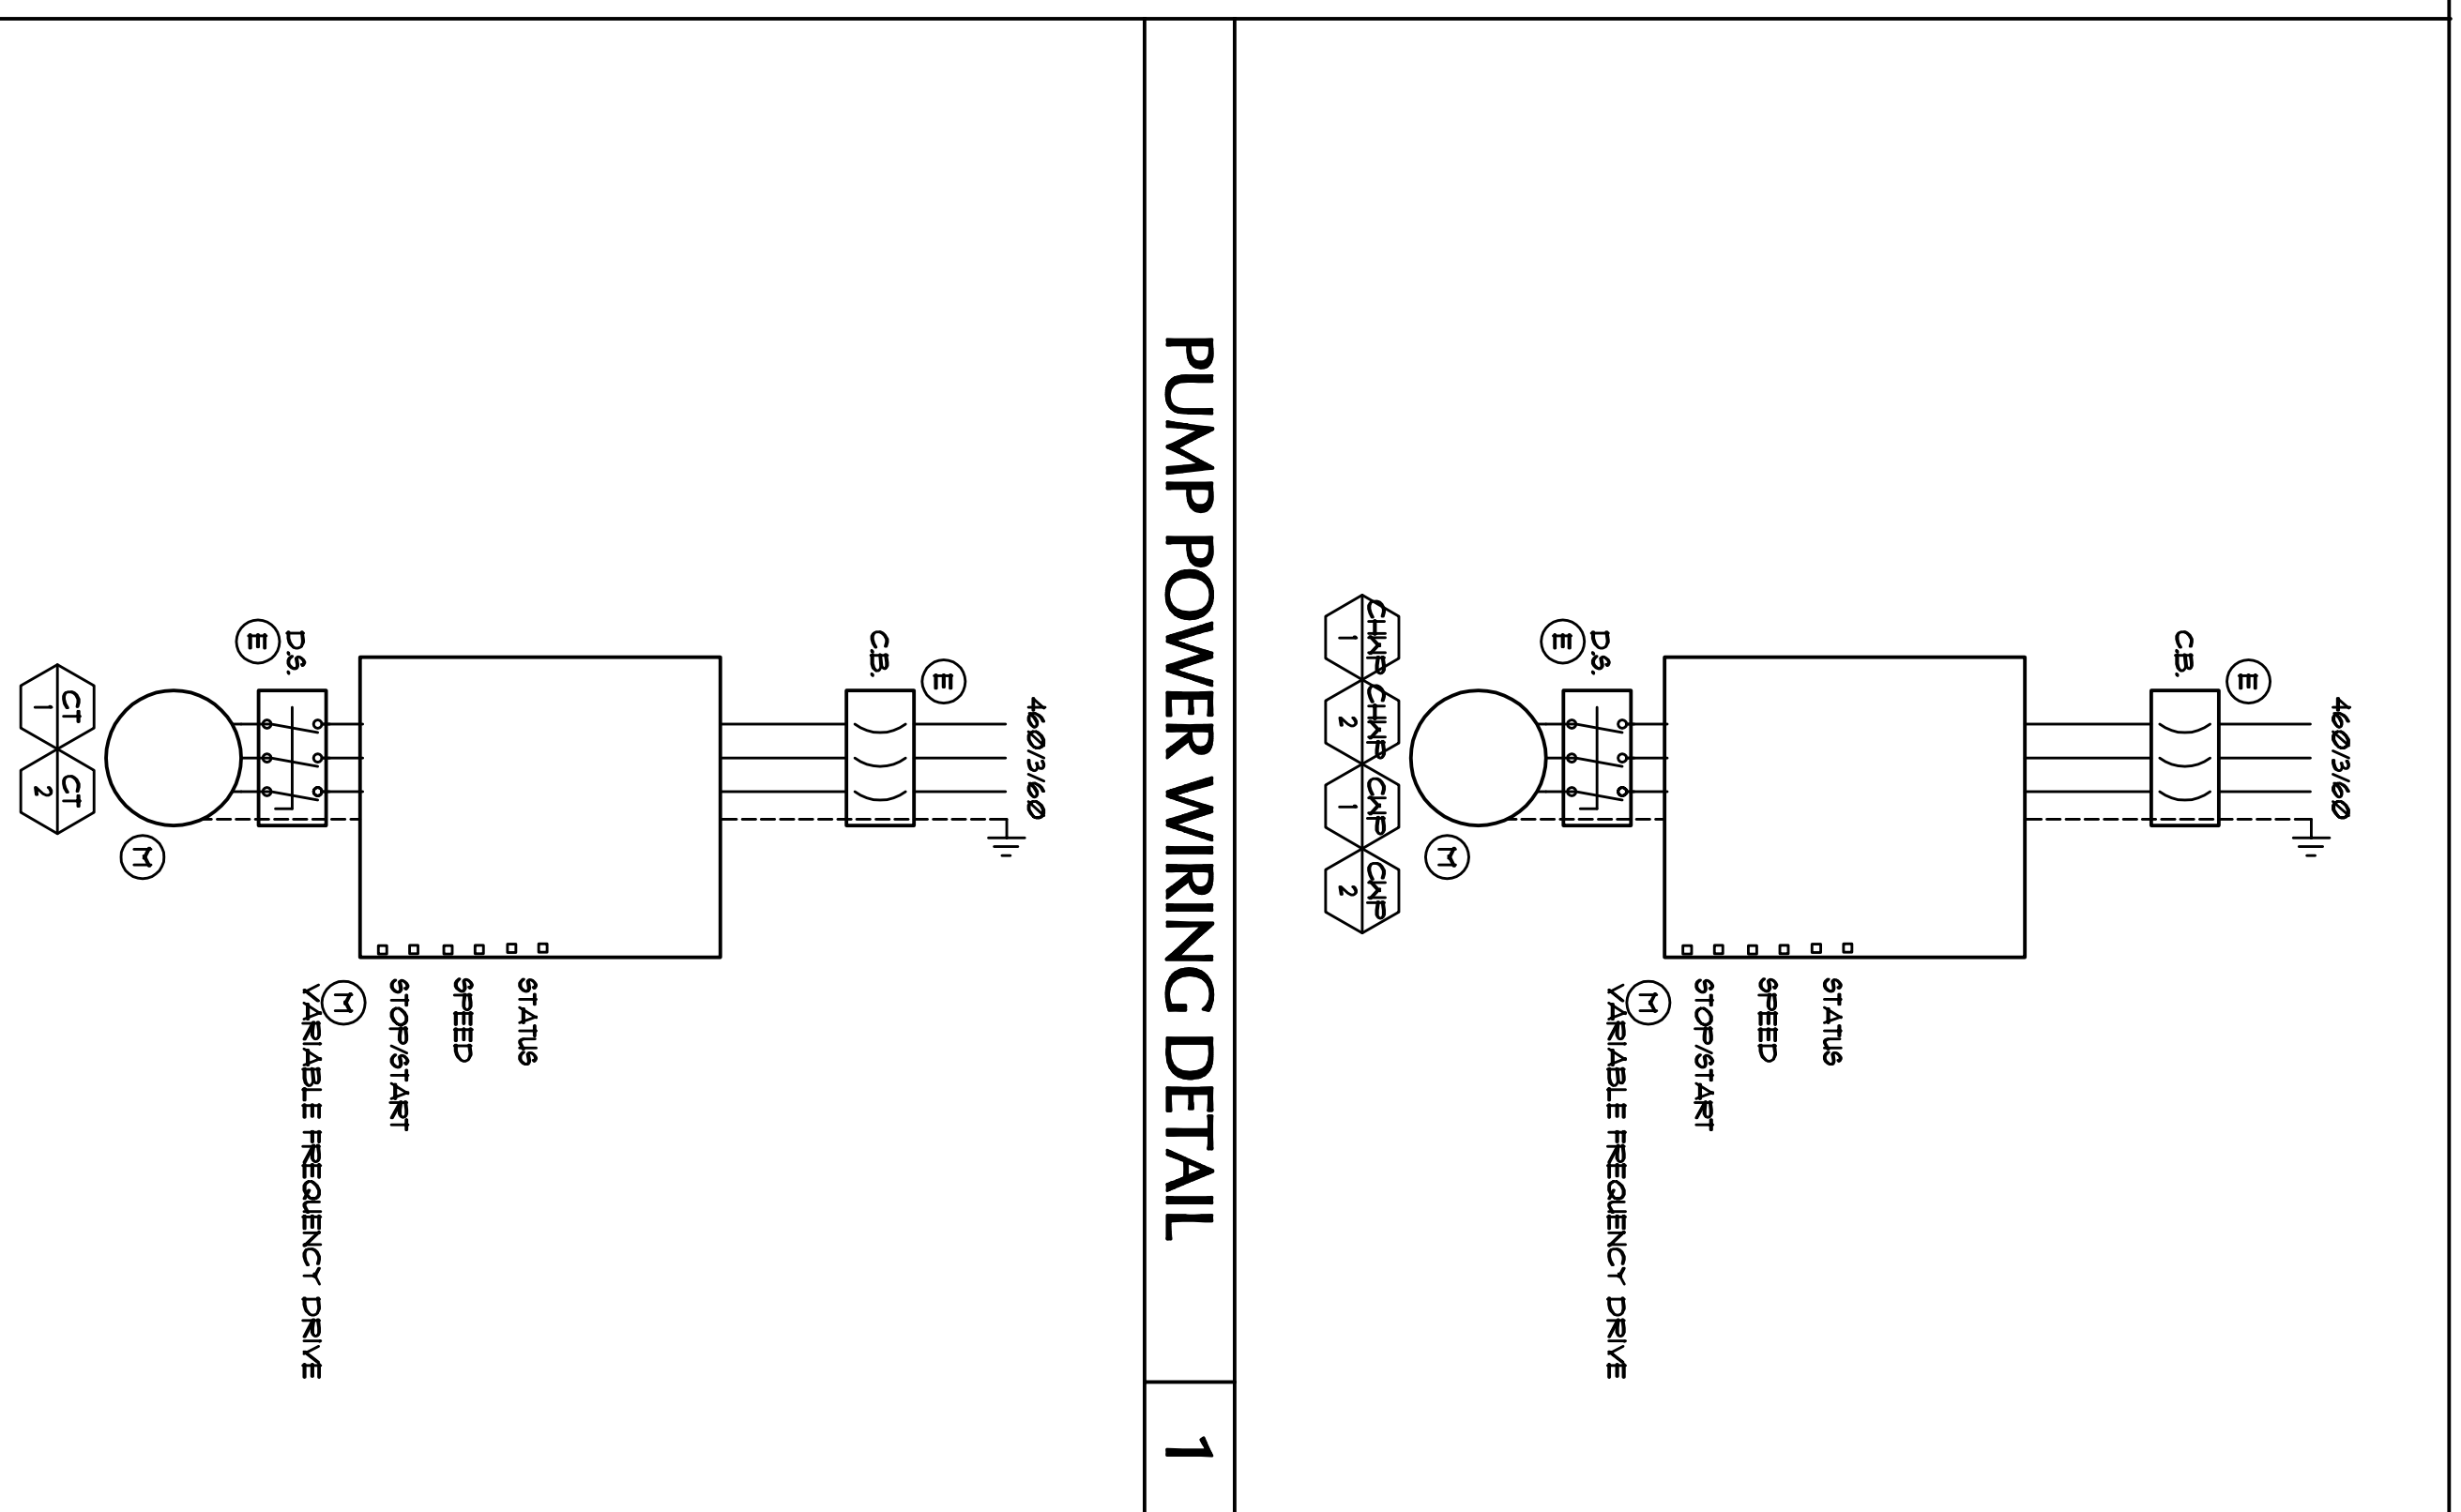 460/3/60
E
C.B.
STATUS
SPEED
STOP/START
M
VARIABLE FREQUENCY DRIVE
D.S.
E
M
CHWP CHWP CWP CWP
1 2 1 2
PUMP POWER WIRING DETAIL 1
460/3/60
E
C.B.
STATUS
SPEED
STOP/START
M
VARIABLE FREQUENCY DRIVE
D.S.
E
M
CT CT
1 2